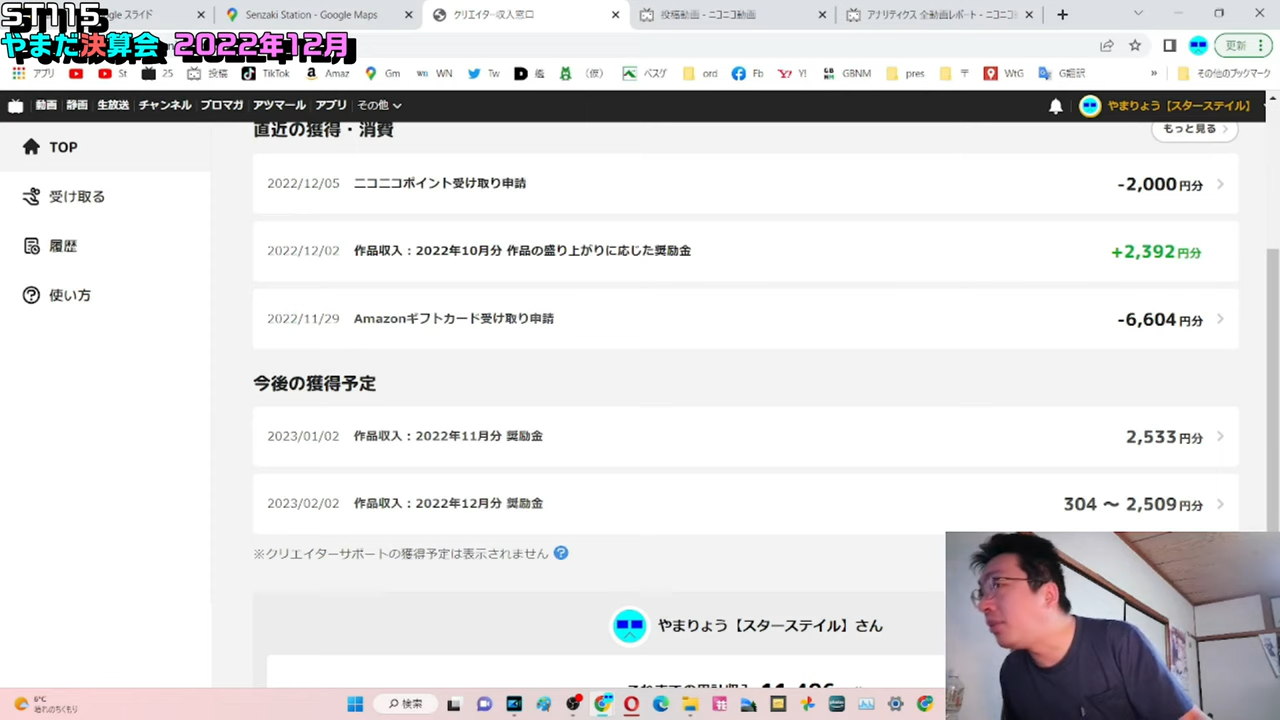 ST115
やまだ決算会 2022年12月
スライド
Senzaki Station - Google Maps
クリエイター収入窓口
投稿動画 - ニコニコ動画
アナリティクス 全動画レポート - ニコニコ
更新
アプリ
St
25
投稿
TikTok
Amaz
Gm
WN
Tw
艦
(仮)
バズグ
ord
Fb
Y!
GBNM
pres
〒
WtG
G翻訳
»
その他のブックマーク
動画 静画 生放送 チャンネル ブロマガ アツマール アプリ その他
やまりょう【スターステイル】
TOP
受け取る
履歴
使い方
直近の獲得・消費
もっと見る
2022/12/05 ニコニコポイント受け取り申請 -2,000円分
2022/12/02 作品収入：2022年10月分 作品の盛り上がりに応じた奨励金 +2,392円分
2022/11/29 Amazonギフトカード受け取り申請 -6,604円分
今後の獲得予定
2023/01/02 作品収入：2022年11月分 奨励金 2,533円分
2023/02/02 作品収入：2022年12月分 奨励金 304 〜 2,509円分
※クリエイターサポートの獲得予定は表示されません
やまりょう【スターステイル】さん
6°C
晴れのちくもり
検索